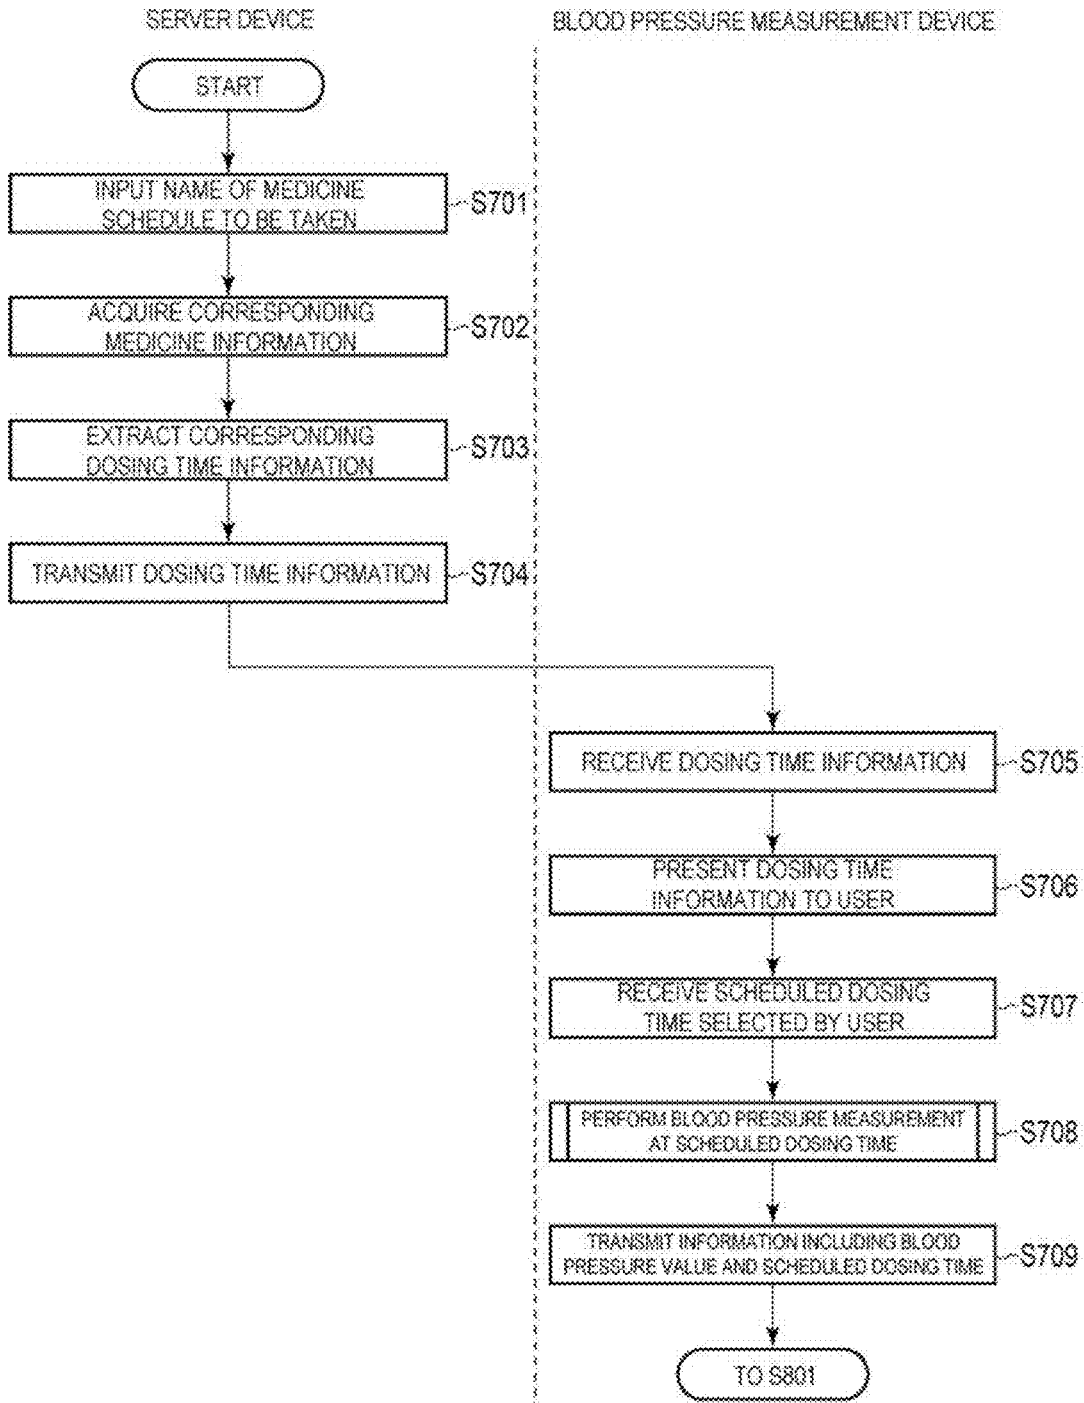 SERVER DEVICE
BLOOD PRESSURE MEASUREMENT DEVICE
START
INPUT NAME OF MEDICINE
SCHEDULE TO BE TAKEN
S701
ACQUIRE CORRESPONDING
MEDICINE INFORMATION
S702
EXTRACT CORRESPONDING
DOSING TIME INFORMATION
S703
TRANSMIT DOSING TIME INFORMATION
S704
RECEIVE DOSING TIME INFORMATION
S705
PRESENT DOSING TIME
INFORMATION TO USER
S706
RECEIVE SCHEDULED DOSING
TIME SELECTED BY USER
S707
PERFORM BLOOD PRESSURE MEASUREMENT
AT SCHEDULED DOSING TIME
S708
TRANSMIT INFORMATION INCLUDING BLOOD
PRESSURE VALUE AND SCHEDULED DOSING TIME
S709
TO S801